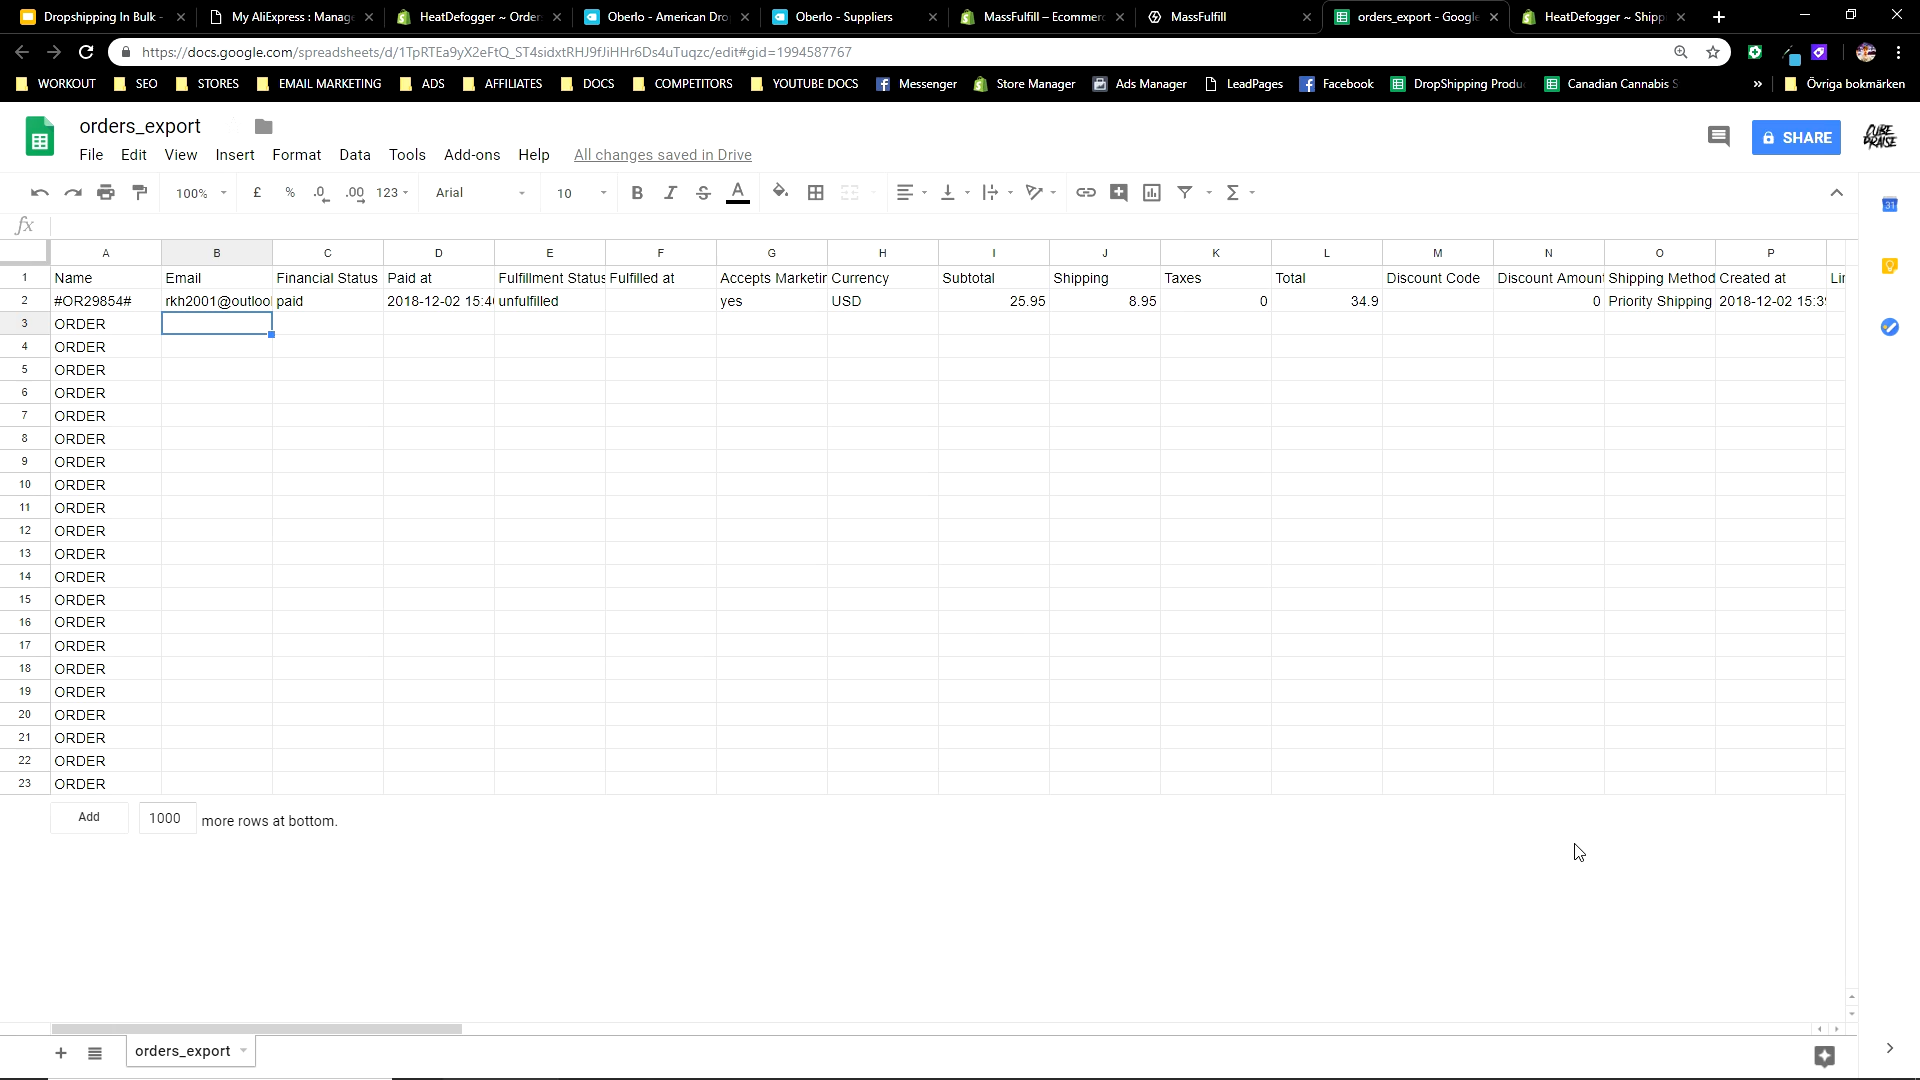 Dropshipping In Bulk - My AliExpress : Manage HeatDefogger ~ Orders Oberlo - American Dro Oberlo - Suppliers MassFulfill – Ecommerc MassFulfill orders_export - Google HeatDefogger ~ Shipp
https://docs.google.com/spreadsheets/d/1TpRTEa9yX2eFtQ_ST4sidxtRHJ9fJiHHr6Ds4uTuqzc/edit#gid=1994587767
WORKOUT SEO STORES EMAIL MARKETING ADS AFFILIATES DOCS COMPETITORS YOUTUBE DOCS Messenger Store Manager Ads Manager LeadPages Facebook DropShipping Produ Canadian Cannabis S » Övriga bokmärken
orders_export
SHARE
CUBE PRAISE
File Edit View Insert Format Data Tools Add-ons Help All changes saved in Drive
100% £ % .0 .00 123 Arial 10 B I S A Σ
31
fx
A B C D E F G H I J K L M N O P
1 Name Email Financial Status Paid at Fulfillment Status Fulfilled at Accepts Marketin Currency Subtotal Shipping Taxes Total Discount Code Discount Amount Shipping Method Created at Lin
2 #OR29854# rkh2001@outloo paid 2018-12-02 15:4 unfulfilled yes USD 25.95 8.95 0 34.9 0 Priority Shipping 2018-12-02 15:3
3 ORDER
4 ORDER
5 ORDER
6 ORDER
7 ORDER
8 ORDER
9 ORDER
10 ORDER
11 ORDER
12 ORDER
13 ORDER
14 ORDER
15 ORDER
16 ORDER
17 ORDER
18 ORDER
19 ORDER
20 ORDER
21 ORDER
22 ORDER
23 ORDER
Add 1000 more rows at bottom.
orders_export